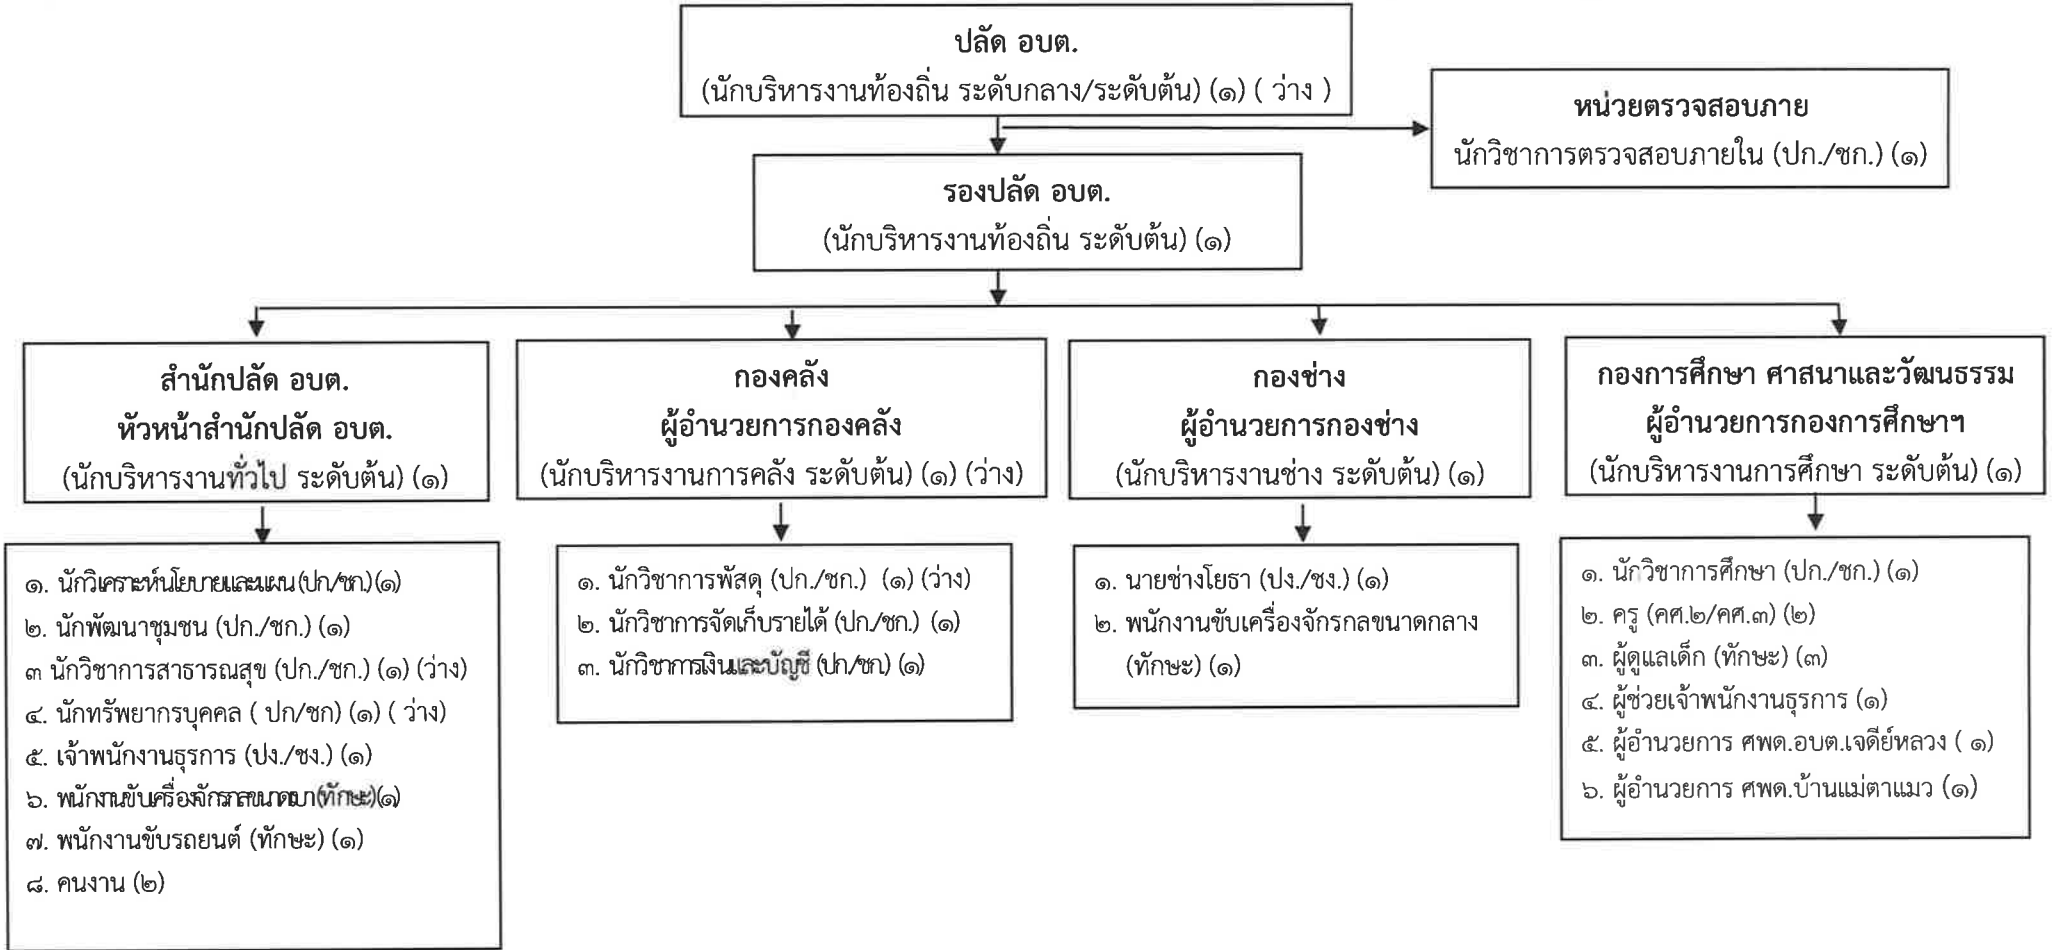 ปลัด อบต.
(นักบริหารงานท้องถิ่น ระดับกลาง/ระดับต้น) (๑) ( ว่าง )
หน่วยตรวจสอบภาย
นักวิชาการตรวจสอบภายใน (ปก./ชก.) (๑)
รองปลัด อบต.
(นักบริหารงานท้องถิ่น ระดับต้น) (๑)
สำนักปลัด อบต.
หัวหน้าสำนักปลัด อบต.
(นักบริหารงานทั่วไป ระดับต้น) (๑)
กองคลัง
ผู้อำนวยการกองคลัง
(นักบริหารงานการคลัง ระดับต้น) (๑) (ว่าง)
กองช่าง
ผู้อำนวยการกองช่าง
(นักบริหารงานช่าง ระดับต้น) (๑)
กองการศึกษา ศาสนาและวัฒนธรรม
ผู้อำนวยการกองการศึกษาฯ
(นักบริหารงานการศึกษา ระดับต้น) (๑)
๑. นักวิเคราะห์นโยบายและแผน (ปก/ชก.) (๑)
๒. นักพัฒนาชุมชน (ปก./ชก.) (๑)
๓ นักวิชาการสาธารณสุข (ปก./ชก.) (๑) (ว่าง)
๔. นักทรัพยากรบุคคล ( ปก/ชก) (๑) ( ว่าง)
๕. เจ้าพนักงานธุรการ (ปง./ชง.) (๑)
๖. พนักงานขับเครื่องจักรกลขนาดเบา (ทักษะ) (๑)
๗. พนักงานขับรถยนต์ (ทักษะ) (๑)
๘. คนงาน (๒)
๑. นักวิชาการพัสดุ (ปก./ชก.) (๑) (ว่าง)
๒. นักวิชาการจัดเก็บรายได้ (ปก./ชก.) (๑)
๓. นักวิชาการเงินและบัญชี (ปก/ชก.) (๑)
๑. นายช่างโยธา (ปง./ชง.) (๑)
๒. พนักงานขับเครื่องจักรกลขนาดกลาง
(ทักษะ) (๑)
๑. นักวิชาการศึกษา (ปก./ชก.) (๑)
๒. ครู (คศ.๒/คศ.๓) (๒)
๓. ผู้ดูแลเด็ก (ทักษะ) (๓)
๔. ผู้ช่วยเจ้าพนักงานธุรการ (๑)
๕. ผู้อำนวยการ ศพด.อบต.เจดีย์หลวง ( ๑)
๖. ผู้อำนวยการ ศพด.บ้านแม่ตาแมว (๑)